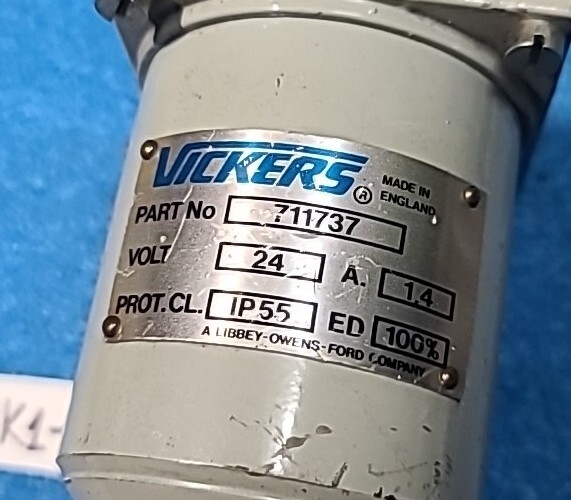 VICKERS ® MADE IN ENGLAND
PART No 711737
VOLT 24 A. 1.4
PROT.CL. IP55 ED 100%
A LIBBEY-OWENS-FORD COMPANY
K1-